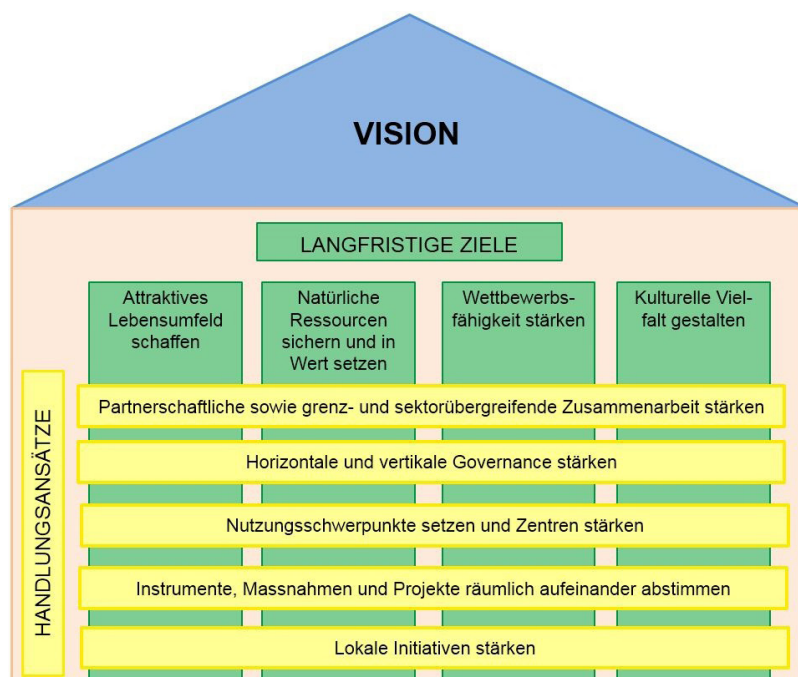 VISION
LANGFRISTIGE ZIELE
Attraktives
Lebensumfeld
schaffen
Natürliche
Ressourcen
sichern und in
Wert setzen
Wettbewerbs-
fähigkeit stärken
Kulturelle Viel-
falt gestalten
HANDLUNGSANSÄTZE
Partnerschaftliche sowie grenz- und sektorübergreifende Zusammenarbeit stärken
Horizontale und vertikale Governance stärken
Nutzungsschwerpunkte setzen und Zentren stärken
Instrumente, Massnahmen und Projekte räumlich aufeinander abstimmen
Lokale Initiativen stärken